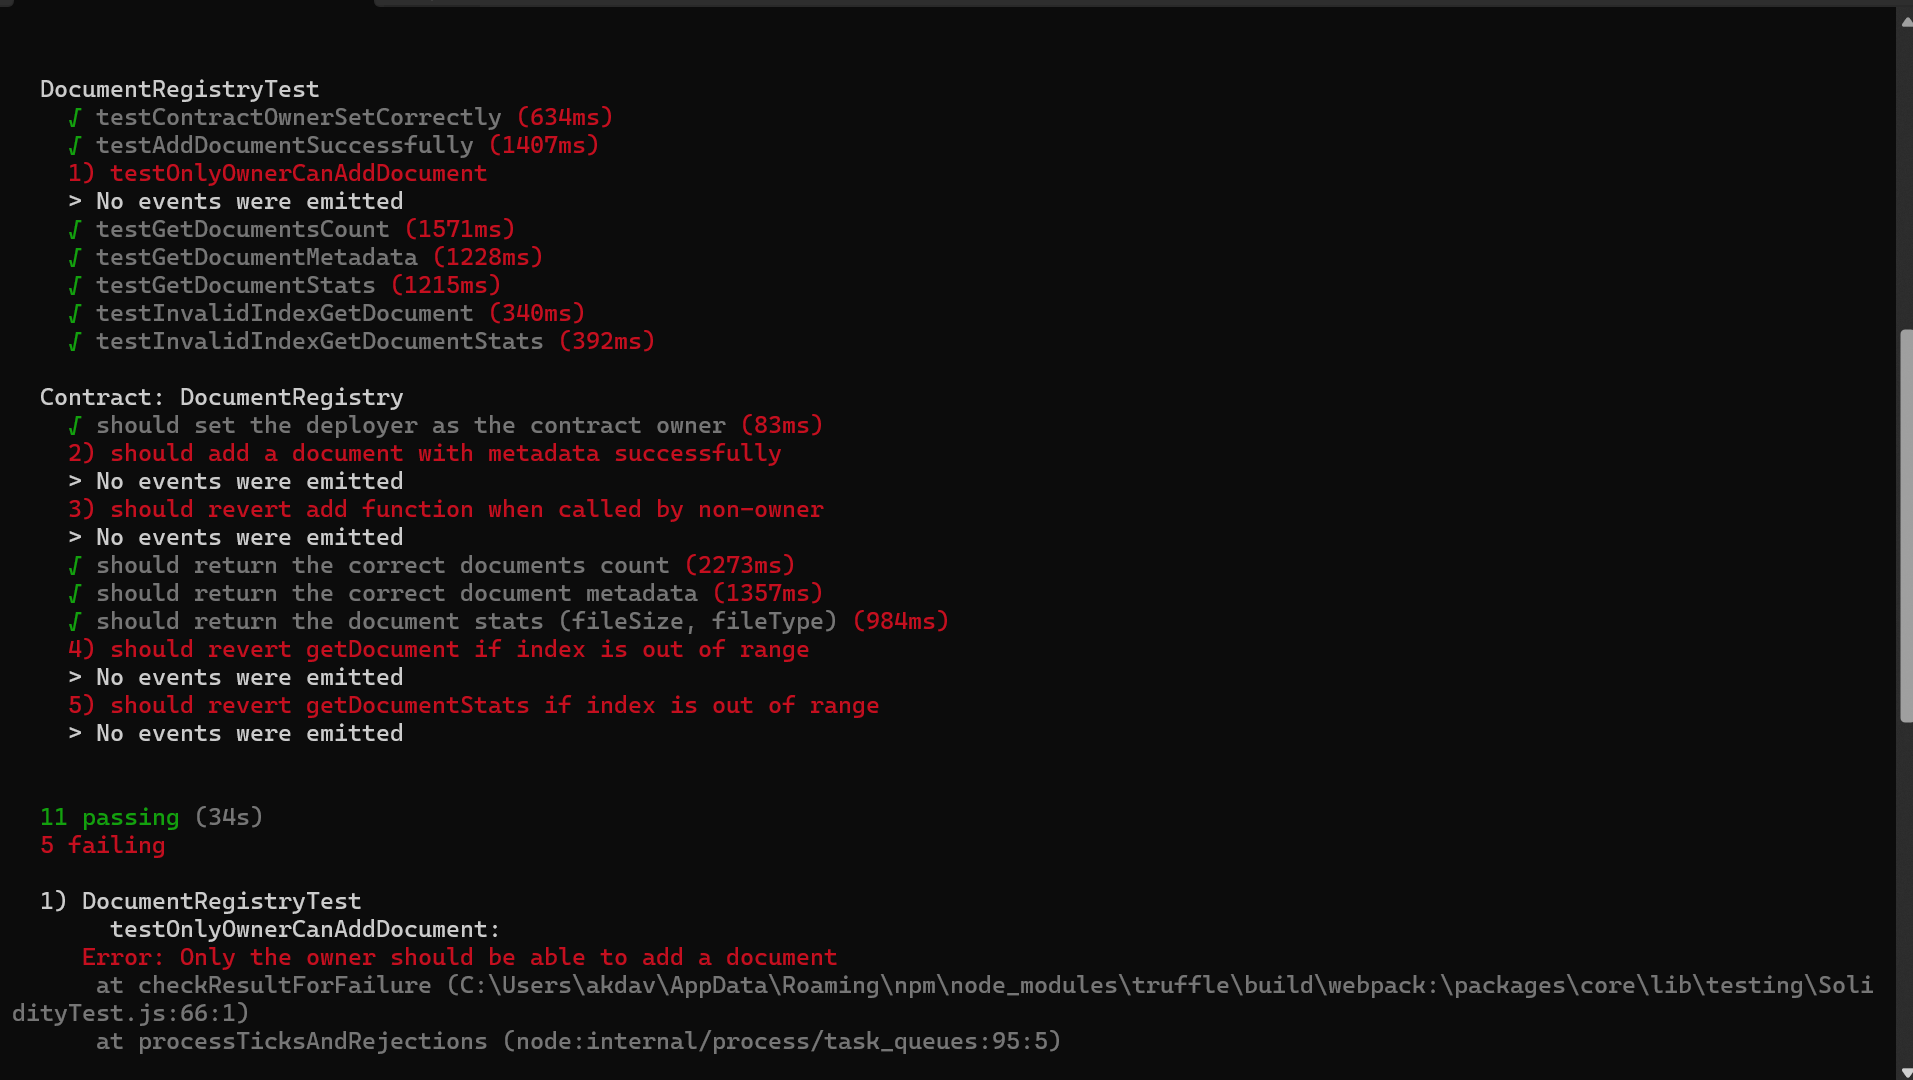 DocumentRegistryTest
√ testContractOwnerSetCorrectly (634ms)
√ testAddDocumentSuccessfully (1407ms)
1) testOnlyOwnerCanAddDocument
> No events were emitted
√ testGetDocumentsCount (1571ms)
√ testGetDocumentMetadata (1228ms)
√ testGetDocumentStats (1215ms)
√ testInvalidIndexGetDocument (340ms)
√ testInvalidIndexGetDocumentStats (392ms)
Contract: DocumentRegistry
√ should set the deployer as the contract owner (83ms)
2) should add a document with metadata successfully
> No events were emitted
3) should revert add function when called by non-owner
> No events were emitted
√ should return the correct documents count (2273ms)
√ should return the correct document metadata (1357ms)
√ should return the document stats (fileSize, fileType) (984ms)
4) should revert getDocument if index is out of range
> No events were emitted
5) should revert getDocumentStats if index is out of range
> No events were emitted
11 passing (34s)
5 failing
1) DocumentRegistryTest
testOnlyOwnerCanAddDocument:
Error: Only the owner should be able to add a document
at checkResultForFailure (C:\Users\akdav\AppData\Roaming\npm\node_modules\truffle\build\webpack:\packages\core\lib\testing\Soli
dityTest.js:66:1)
at processTicksAndRejections (node:internal/process/task_queues:95:5)